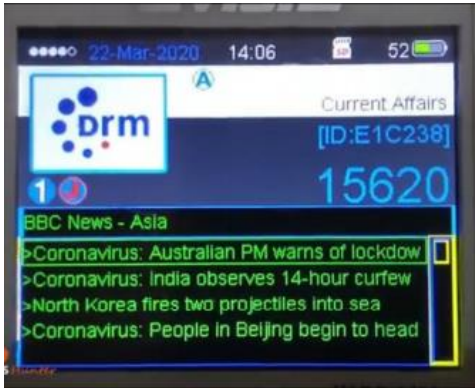 22-Mar-2020 14:06 SD 52
A
Drm
Current Affairs
[ID:E1C238]
1
15620
BBC News - Asia
>Coronavirus: Australian PM warns of lockdow
>Coronavirus: India observes 14-hour curfew
>North Korea fires two projectiles into sea
>Coronavirus: People in Beijing begin to head
Hunter